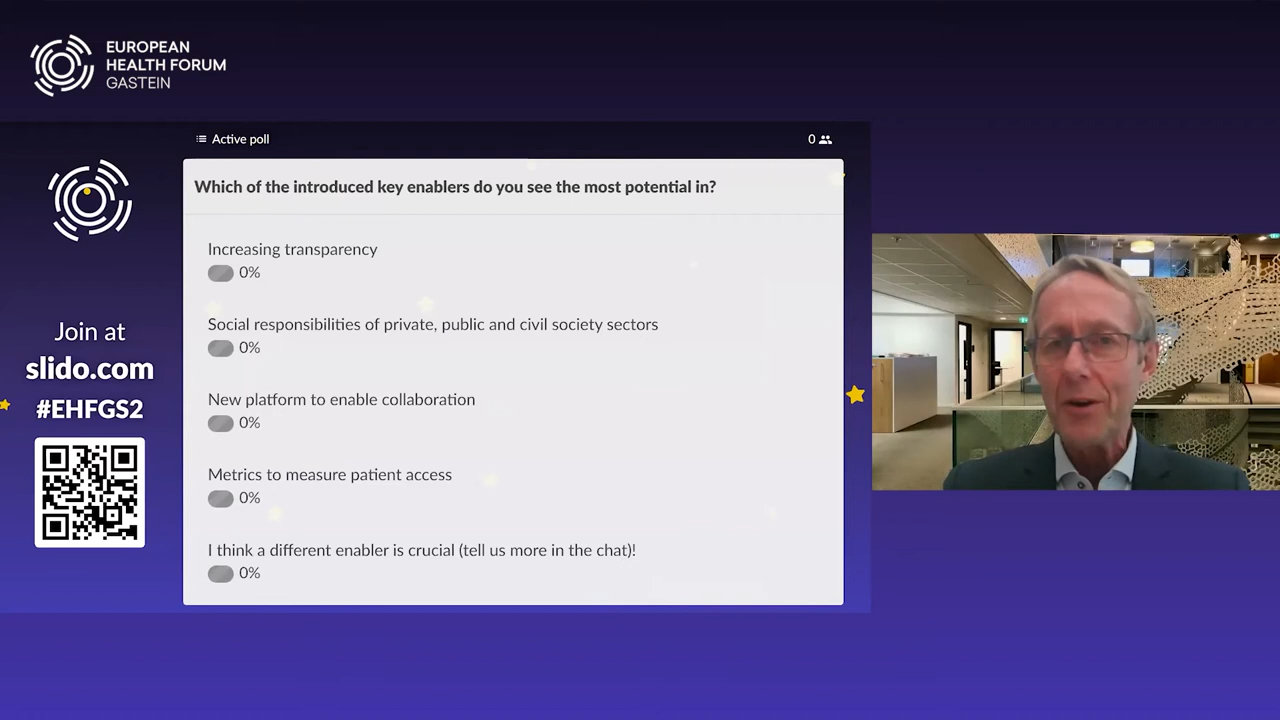 EUROPEAN
HEALTH FORUM
GASTEIN
Active poll
0
Which of the introduced key enablers do you see the most potential in?
Increasing transparency
0%
Social responsibilities of private, public and civil society sectors
0%
New platform to enable collaboration
0%
Metrics to measure patient access
0%
I think a different enabler is crucial (tell us more in the chat)!
0%
Join at
slido.com
#EHFGS2